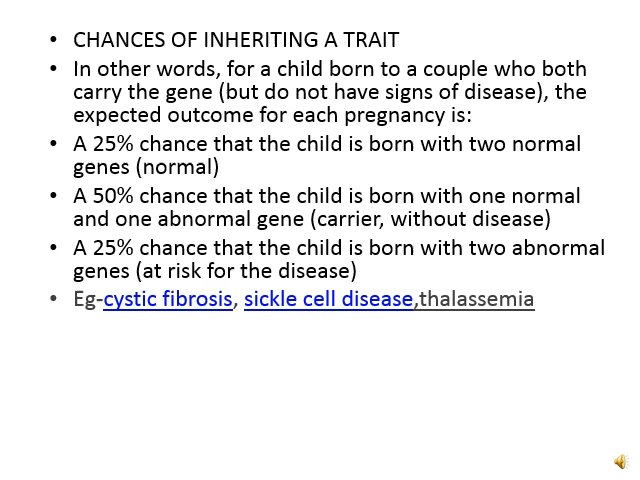 • CHANCES OF INHERITING A TRAIT
• In other words, for a child born to a couple who both
carry the gene (but do not have signs of disease), the
expected outcome for each pregnancy is:
• A 25% chance that the child is born with two normal
genes (normal)
• A 50% chance that the child is born with one normal
and one abnormal gene (carrier, without disease)
• A 25% chance that the child is born with two abnormal
genes (at risk for the disease)
• Eg-cystic fibrosis, sickle cell disease,thalassemia